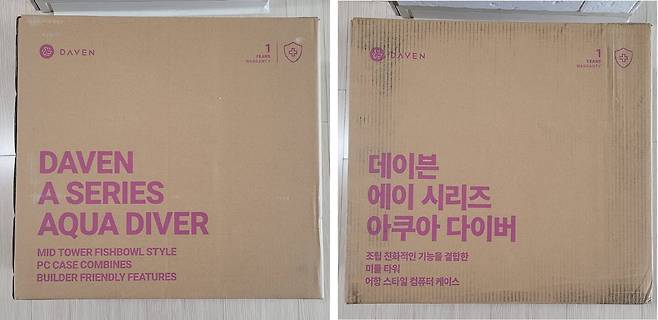 DAVEN
1
YEARS
WARRANTY
DAVEN
A SERIES
AQUA DIVER
MID TOWER FISHBOWL STYLE
PC CASE COMBINES
BUILDER FRIENDLY FEATURES
DAVEN
1
YEARS
WARRANTY
데이븐
에이 시리즈
아쿠아 다이버
조립 친화적인 기능을 결합한
미들 타워
어항 스타일 컴퓨터 케이스